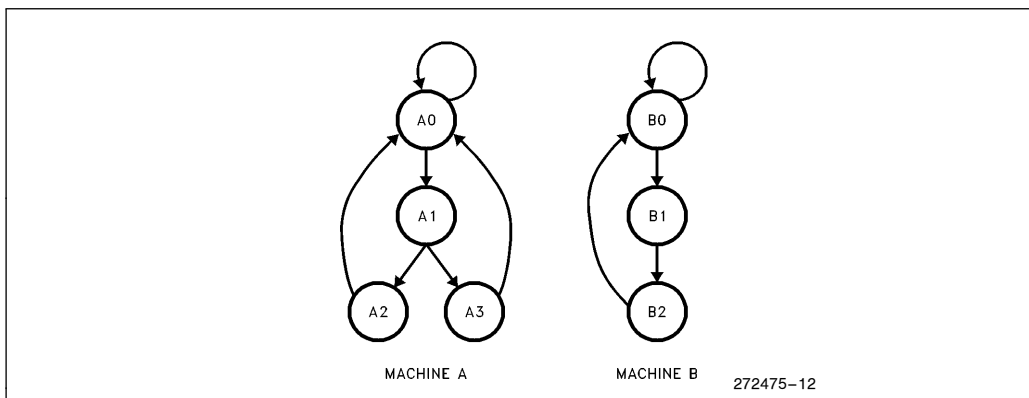 A0
B0
A1
B1
A2
A3
B2
MACHINE A
MACHINE B
272475–12